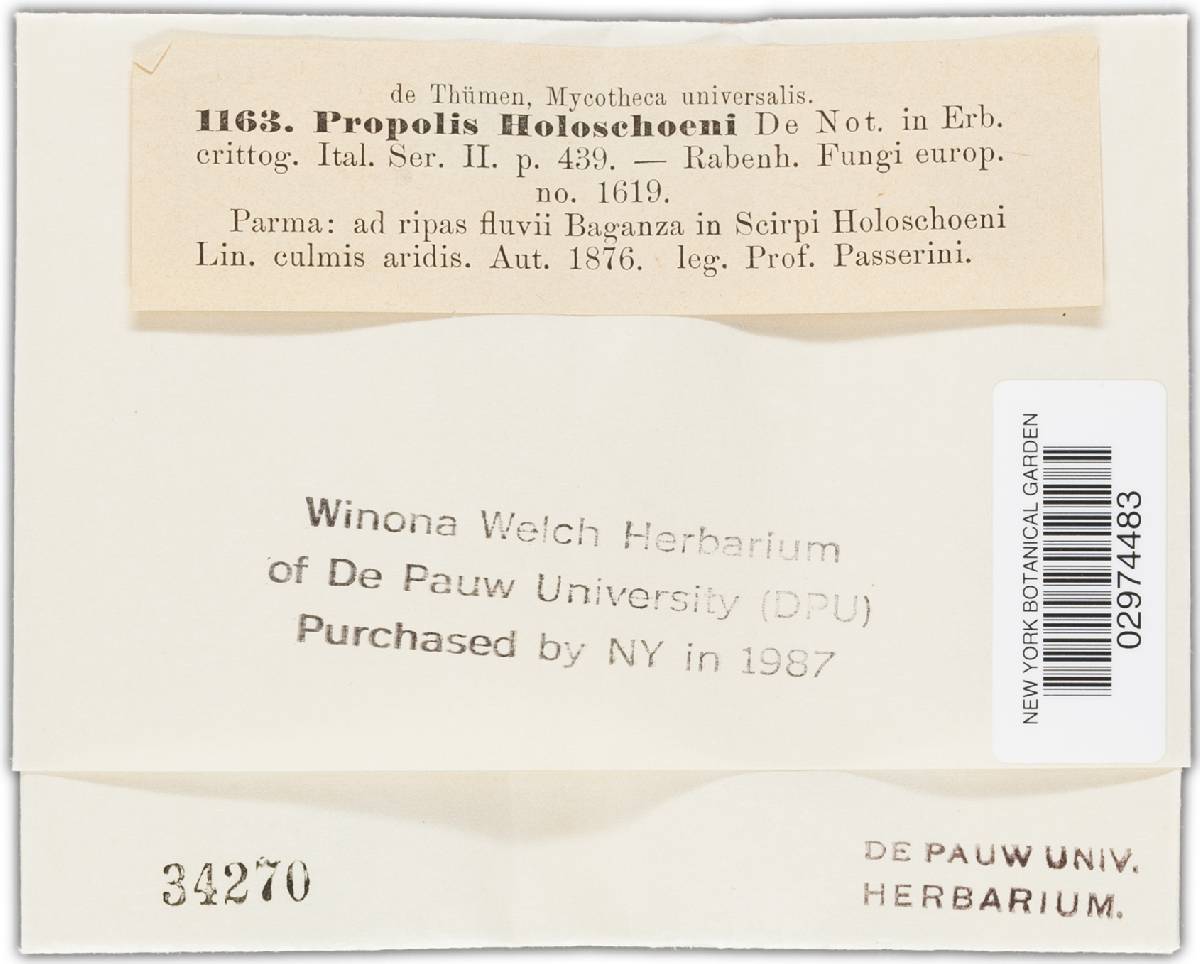 de Thümen, Mycotheca universalis.
1163. Propolis Holoschoeni De Not. in Erb.
crittog. Ital. Ser. II. p. 439. — Rabenh. Fungi europ.
no. 1619.
Parma: ad ripas fluvii Baganza in Scirpi Holoschoeni
Lin. culmis aridis. Aut. 1876. leg. Prof. Passerini.
Winona Welch Herbarium
of De Pauw University (DPU)
Purchased by NY in 1987
NEW YORK BOTANICAL GARDEN
02974483
34270
DE PAUW UNIV.
HERBARIUM.